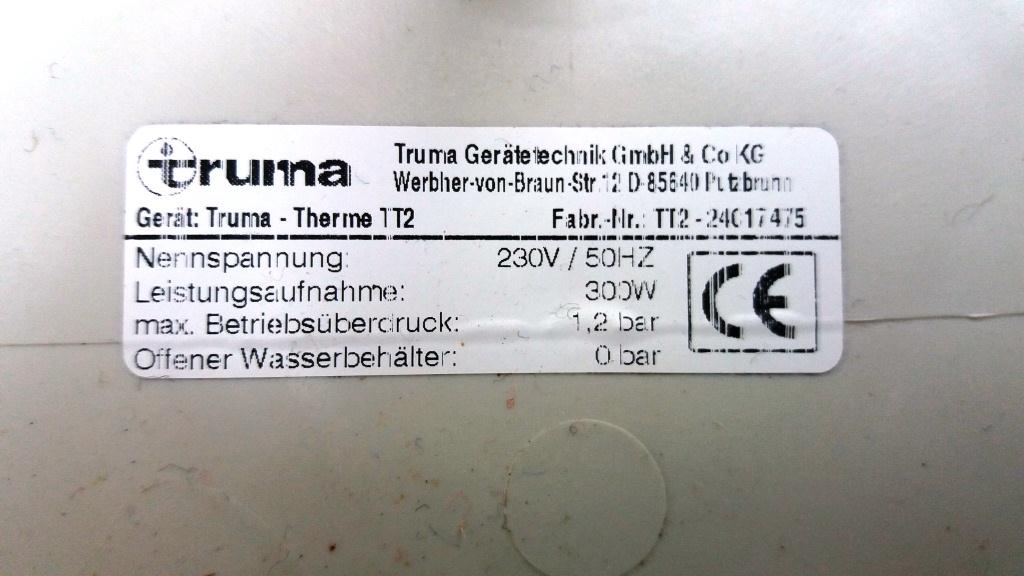 truma
Truma Gerätetechnik GmbH & Co KG
Werbher-von-Braun-Str.12 D-85640 Putzbrunn
Gerät: Truma - Therme TT2 Fabr.-Nr.: TT2 - 24017475
Nennspannung: 230V / 50HZ
Leistungsaufnahme: 300W
max. Betriebsüberdruck: 1,2 bar
Offener Wasserbehälter: 0 bar
CE